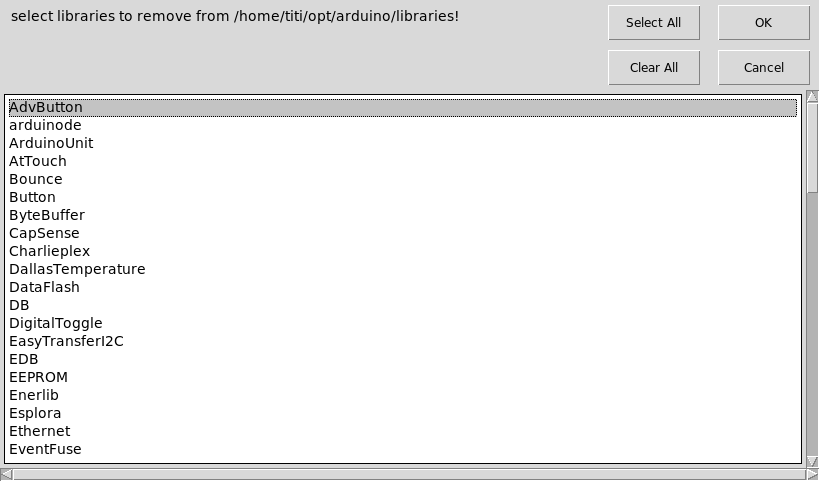 select libraries to remove from /home/titi/opt/arduino/libraries!
Select All
OK
Clear All
Cancel
AdvButton
arduinode
ArduinoUnit
AtTouch
Bounce
Button
ByteBuffer
CapSense
Charlieplex
DallasTemperature
DataFlash
DB
DigitalToggle
EasyTransferI2C
EDB
EEPROM
Enerlib
Esplora
Ethernet
EventFuse